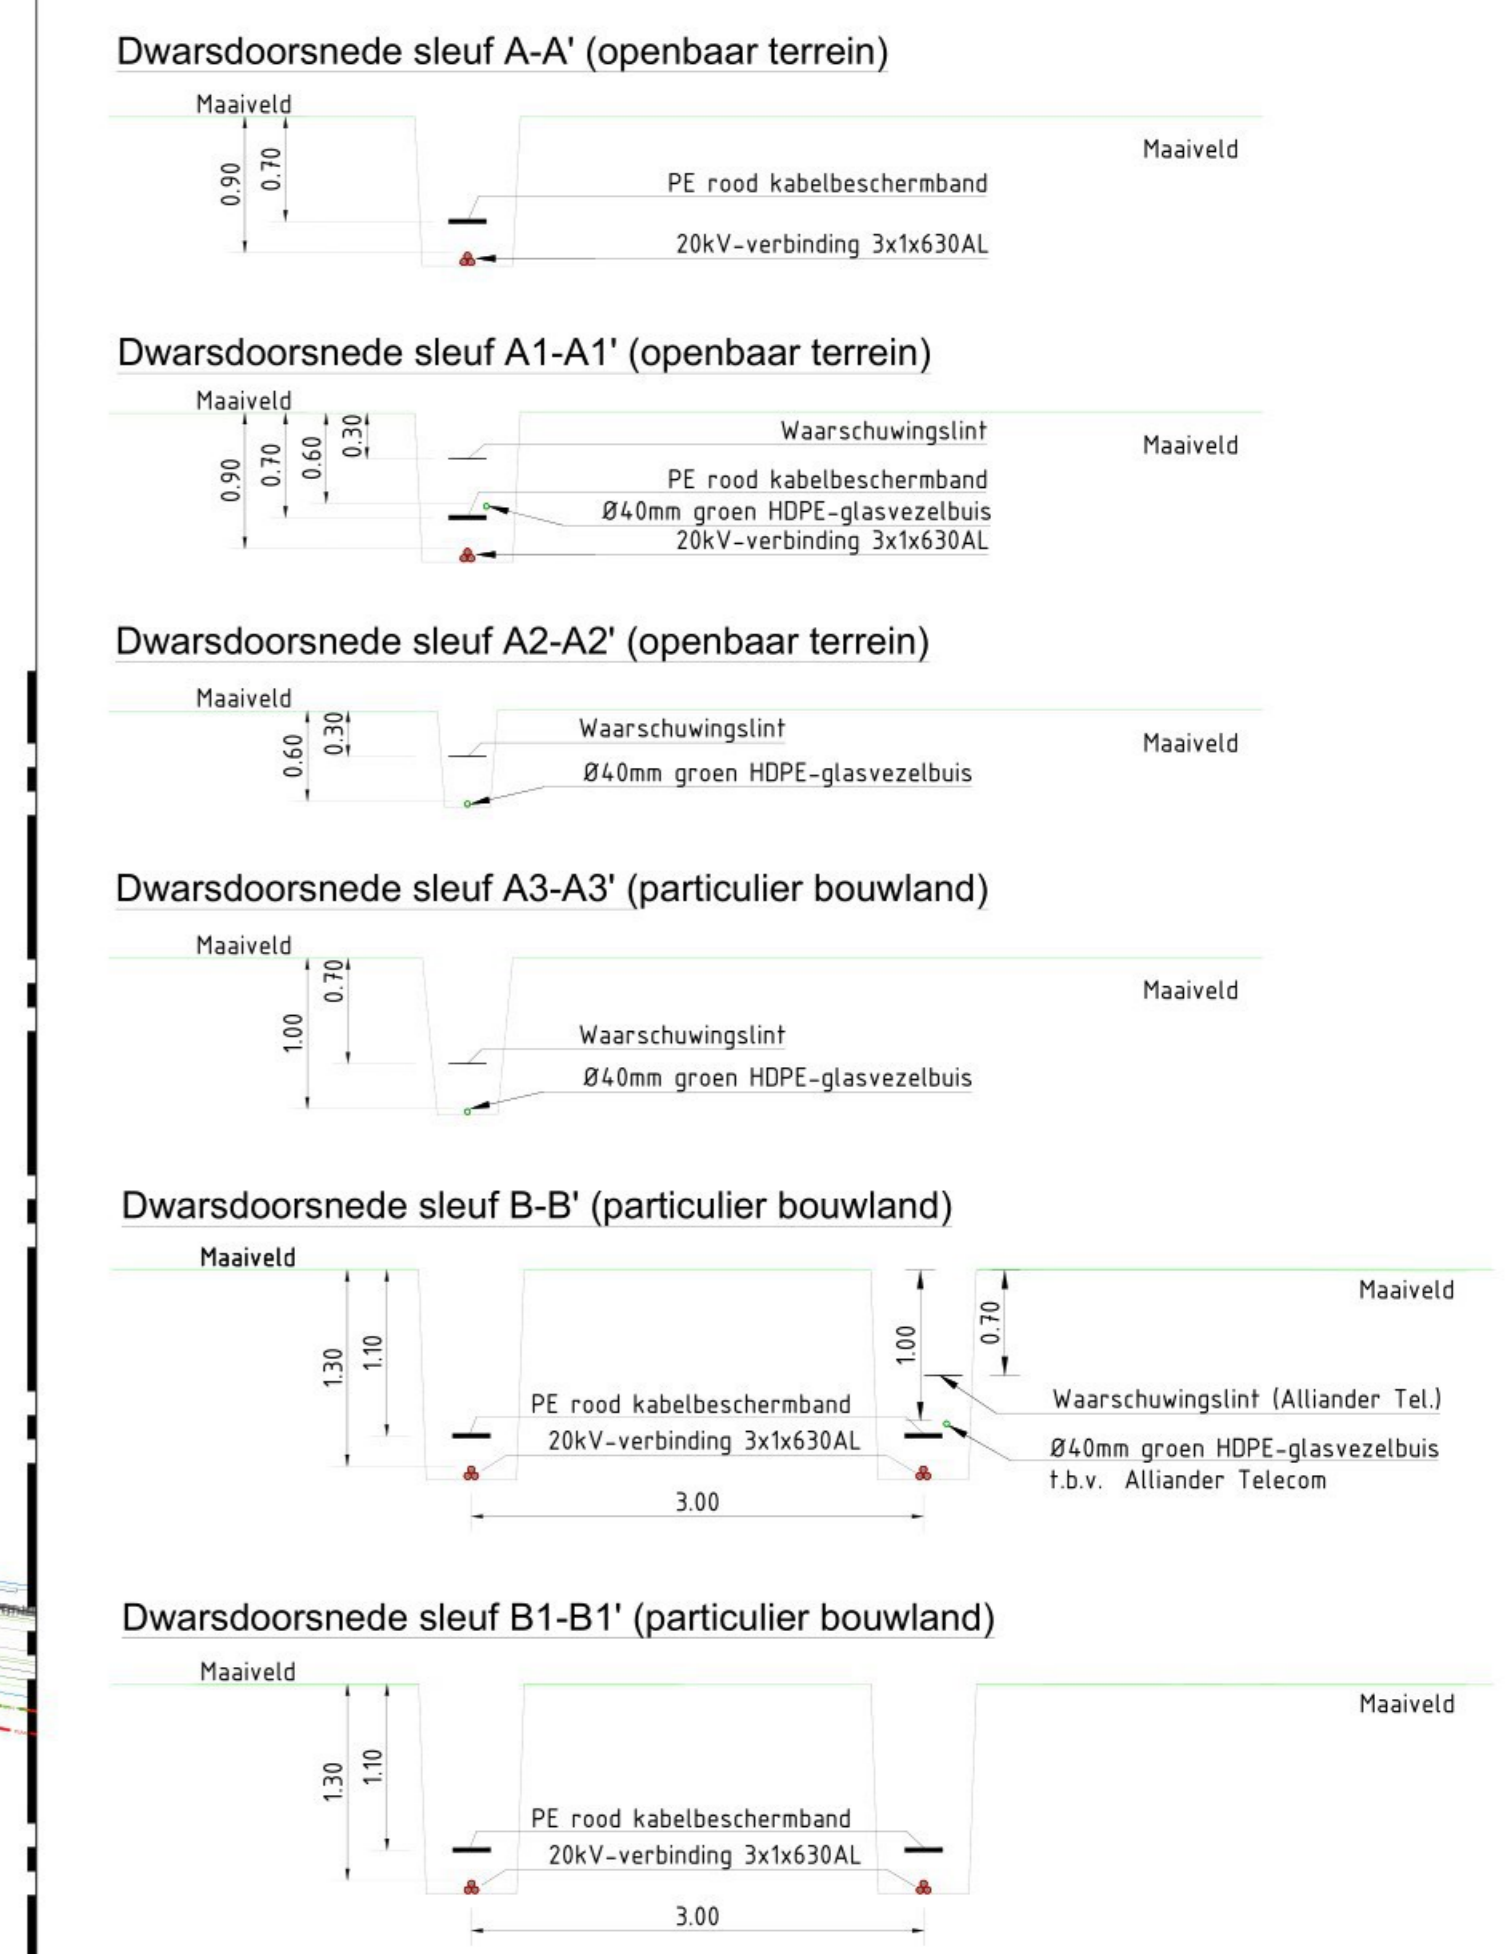 Dwarsdoorsnede sleuf A-A' (openbaar terrein)
Maaiveld
Maaiveld
0.90
0.70
PE rood kabelbeschermband
20kV-verbinding 3x1x630AL
Dwarsdoorsnede sleuf A1-A1' (openbaar terrein)
Maaiveld
Maaiveld
0.90
0.70
0.60
0.30
Waarschuwingslint
PE rood kabelbeschermband
Ø40mm groen HDPE-glasvezelbuis
20kV-verbinding 3x1x630AL
Dwarsdoorsnede sleuf A2-A2' (openbaar terrein)
Maaiveld
Maaiveld
0.60
0.30
Waarschuwingslint
Ø40mm groen HDPE-glasvezelbuis
Dwarsdoorsnede sleuf A3-A3' (particulier bouwland)
Maaiveld
Maaiveld
1.00
0.70
Waarschuwingslint
Ø40mm groen HDPE-glasvezelbuis
Dwarsdoorsnede sleuf B-B' (particulier bouwland)
Maaiveld
Maaiveld
1.30
1.10
1.00
0.70
PE rood kabelbeschermband
20kV-verbinding 3x1x630AL
Waarschuwingslint (Alliander Tel.)
Ø40mm groen HDPE-glasvezelbuis
t.b.v. Alliander Telecom
3.00
Dwarsdoorsnede sleuf B1-B1' (particulier bouwland)
Maaiveld
Maaiveld
1.30
1.10
PE rood kabelbeschermband
20kV-verbinding 3x1x630AL
3.00